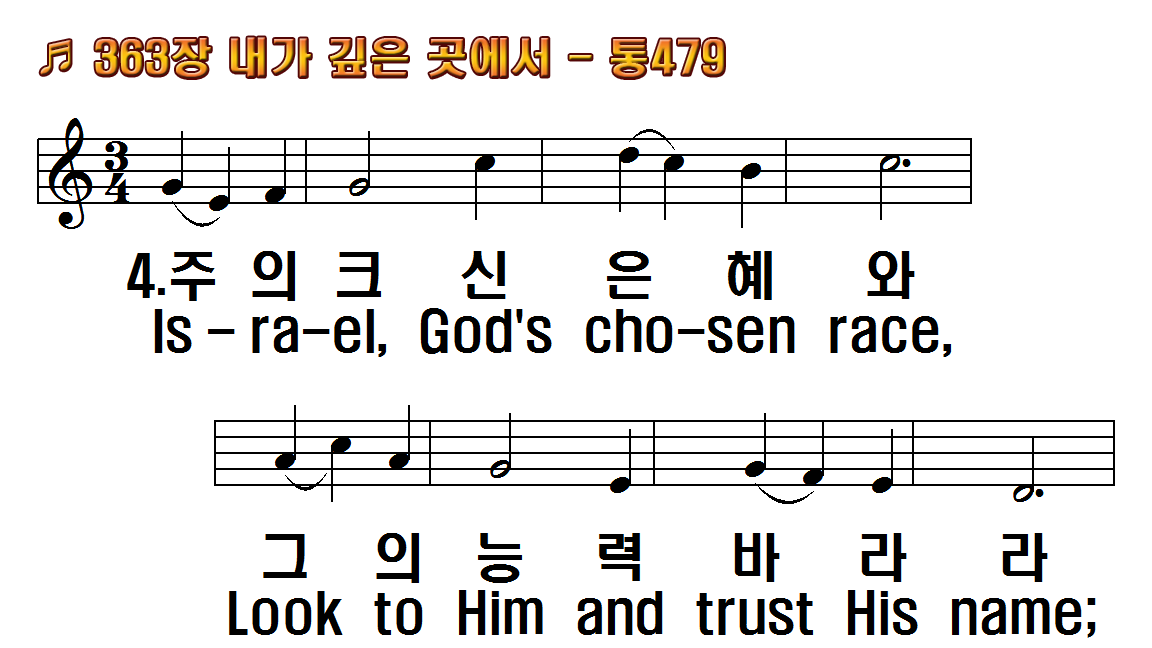 ♬ 363장 내가 깊은 곳에서 - 통479
3
4
4.주 의 크 신 은 혜 와
Is-ra-el, God's cho-sen race,
그 의 능 력 바 라 라
Look to Him and trust His name;